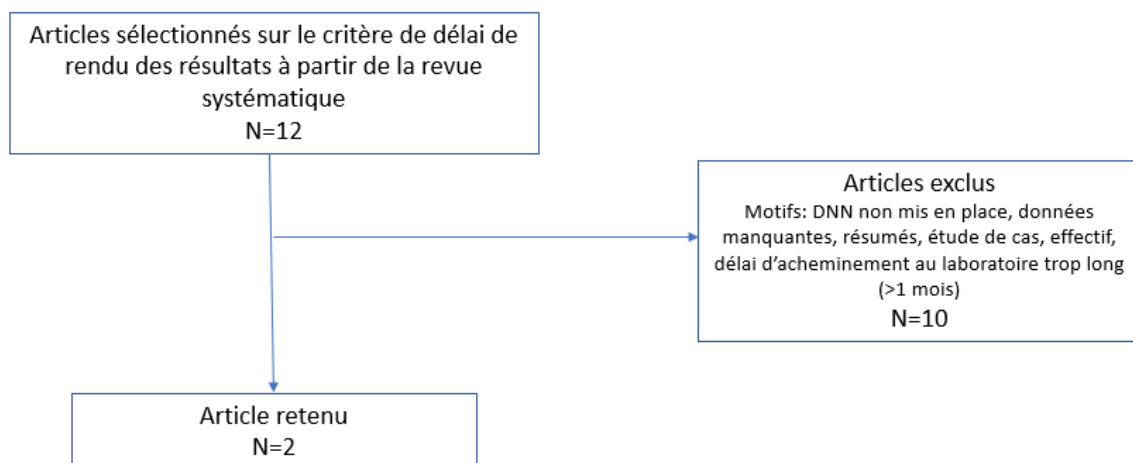 Articles sélectionnés sur le critère de délai de
rendu des résultats à partir de la revue
systématique
N=12
Articles exclus
Motifs: DNN non mis en place, données
manquantes, résumés, étude de cas, effectif,
délai d’acheminement au laboratoire trop long
(>1 mois)
N=10
Article retenu
N=2